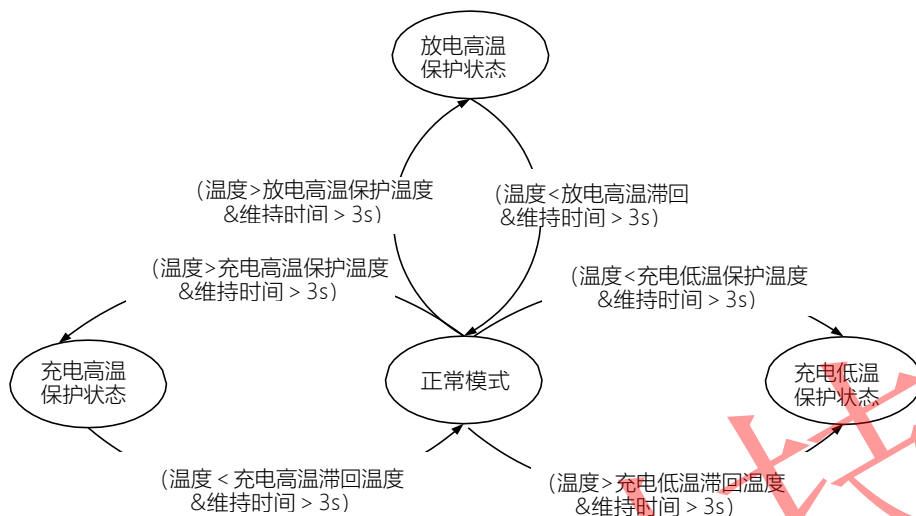 放电高温
保护状态
(温度>放电高温保护温度
&维持时间 > 3s)
(温度<放电高温滞回
&维持时间 > 3s)
(温度>充电高温保护温度
&维持时间 > 3s)
(温度<充电低温保护温度
&维持时间 > 3s)
充电高温
保护状态
正常模式
充电低温
保护状态
(温度 < 充电高温滞回温度
&维持时间 > 3s)
(温度>充电低温滞回温度
&维持时间 > 3s)